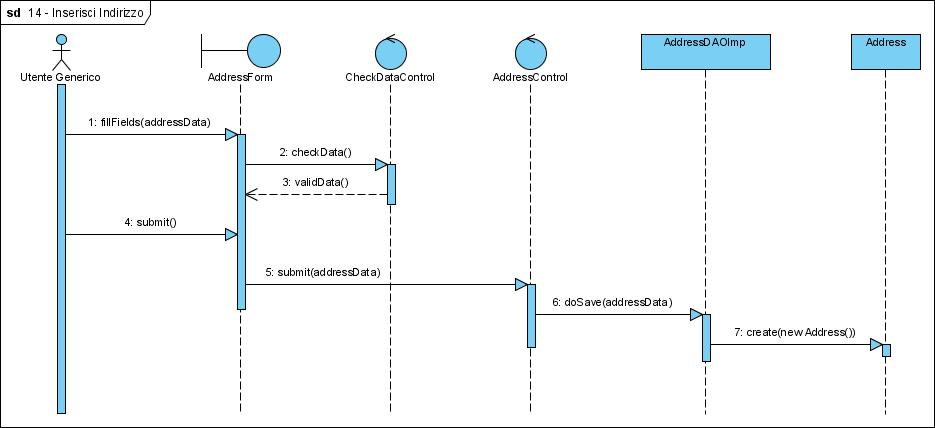 sd 14 - Inserisci Indirizzo
Utente Generico
AddressForm
CheckDataControl
AddressControl
AddressDAOImp
Address
1: fillFields(addressData)
2: checkData()
3: validData()
4: submit()
5: submit(addressData)
6: doSave(addressData)
7: create(new Address())